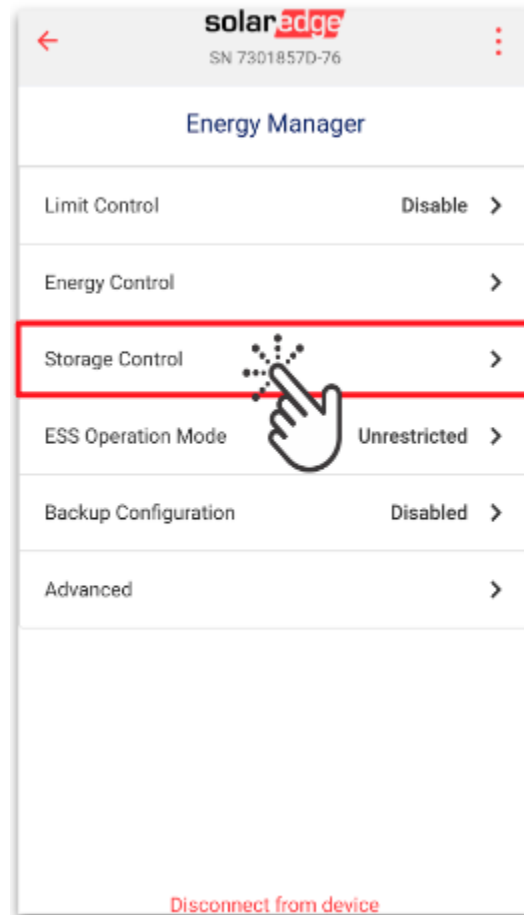 solaredge
SN 7301857D-76
Energy Manager
Limit Control Disable
Energy Control
Storage Control
ESS Operation Mode Unrestricted
Backup Configuration Disabled
Advanced
Disconnect from device